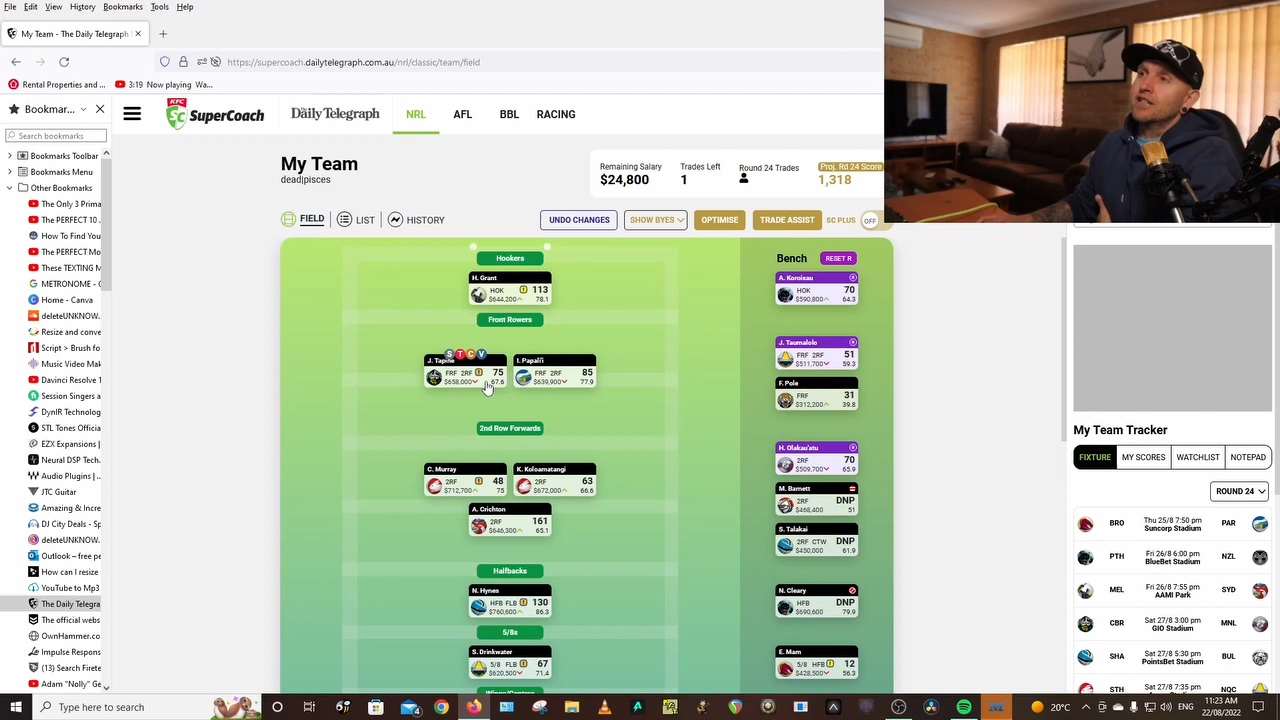 File Edit View History Bookmarks Tools Help
My Team - The Daily Telegraph
https://supercoach.dailytelegraph.com.au/nrl/classic/team/field
Rental Properties and ...
3:19 Now playing Wa...
Bookmar...
Search bookmarks
Bookmarks Toolbar
Bookmarks Menu
Other Bookmarks
The Only 3 Prima
The PERFECT 10
How To Find You
The PERFECT Mo
These TEXTING M
METRONOME - G
Home - Canva
deleteUNKNOW...
Resize and conve
Script > Brush fo
Music Video Mak
Davinci Resolve 1
Session Singers a
DynIR Technolog
STL Tones Officia
EZX Expansions |
Neural DSP Tech
Audio Plugins | ...
JTC Guitar
Amazing & Incre
DJ City Deals - Sp
deleteUNKNOW...
Outlook – free pe
How can I resize
YouTube to Mp3
The Daily Telegra
The official webs
OwnHammer.co...
Impulse Respons
(13) Search Firete
Adam "Nolly" Ge
KFC SC SuperCoach
The Daily Telegraph
NRL AFL BBL RACING
My Team
dead|pisces
Remaining Salary
$24,800
Trades Left
1
Round 24 Trades
Proj. Rd 24 Score
1,318
FIELD LIST HISTORY
UNDO CHANGES SHOW BYES OPTIMISE TRADE ASSIST SC PLUS OFF
Hookers
H. Grant
HOK 113
$644,200 78.1
Front Rowers
S T C V
J. Tapine
FRF 2RF 75
$658,000 67.6
I. Papali'i
FRF 2RF 85
$639,900 77.9
2nd Row Forwards
C. Murray
2RF 48
$712,700 75
K. Koloamatangi
2RF 63
$672,000 66.6
A. Crichton
2RF 161
$646,300 65.1
Halfbacks
N. Hynes
HFB FLB 130
$760,600 86.3
5/8s
S. Drinkwater
5/8 FLB 67
$620,500 71.4
Bench RESET R
A. Koroisau
HOK 70
$590,800 64.3
J. Taumalolo
FRF 2RF 51
$511,700 59.3
F. Pole
FRF 31
$312,200 39.8
H. Olakau'atu
2RF 70
$509,700 65.9
M. Barnett
2RF DNP
$468,400 51
S. Talakai
2RF CTW DNP
$450,000 61.9
N. Cleary
HFB DNP
$690,600 79.9
E. Mam
5/8 HFB 12
$428,500 56.3
My Team Tracker
FIXTURE MY SCORES WATCHLIST NOTEPAD
ROUND 24
BRO Thu 25/8 7:50 pm PAR
Suncorp Stadium
PTH Fri 26/8 6:00 pm NZL
BlueBet Stadium
MEL Fri 26/8 7:55 pm SYD
AAMI Park
CBR Sat 27/8 3:00 pm MNL
GIO Stadium
SHA Sat 27/8 5:30 pm BUL
PointsBet Stadium
STH Sat 27/8 7:35 pm NQC
Type here to search
20°C
11:23 AM
22/08/2022